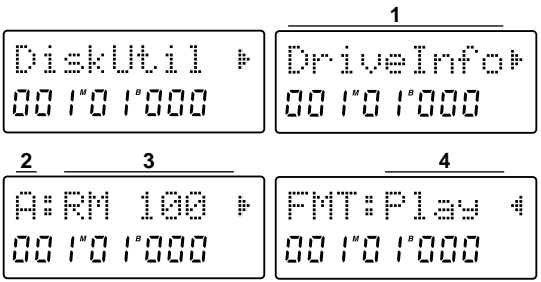 1
DiskUtil ▶
DriveInfo▶
001ᴹ01ᴮ000
001ᴹ01ᴮ000
2 3
4
A:RM 100 ▶
FMT:Play ◀
001ᴹ01ᴮ000
001ᴹ01ᴮ000